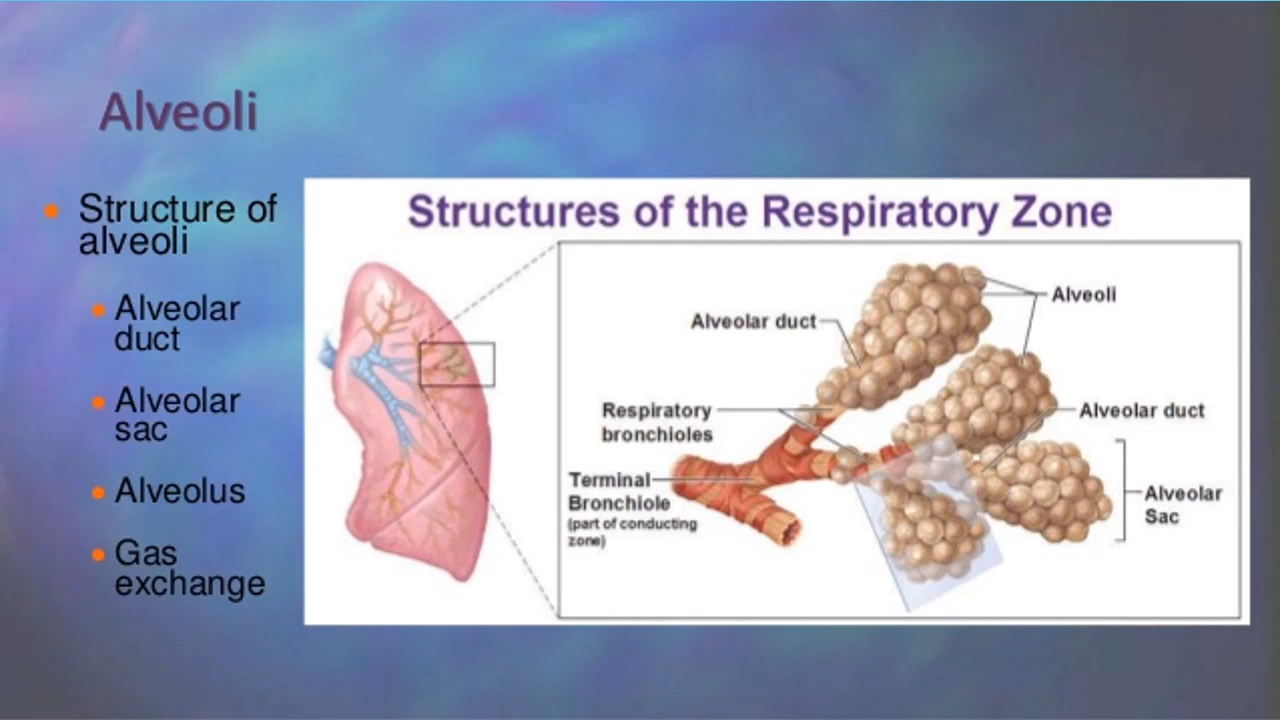 Alveoli
Structure of
alveoli
Alveolar
duct
Alveolar
sac
Alveolus
Gas
exchange
Structures of the Respiratory Zone
Alveoli
Alveolar duct
Respiratory
bronchioles
Alveolar duct
Terminal
Bronchiole
(part of conducting
zone)
Alveolar
Sac